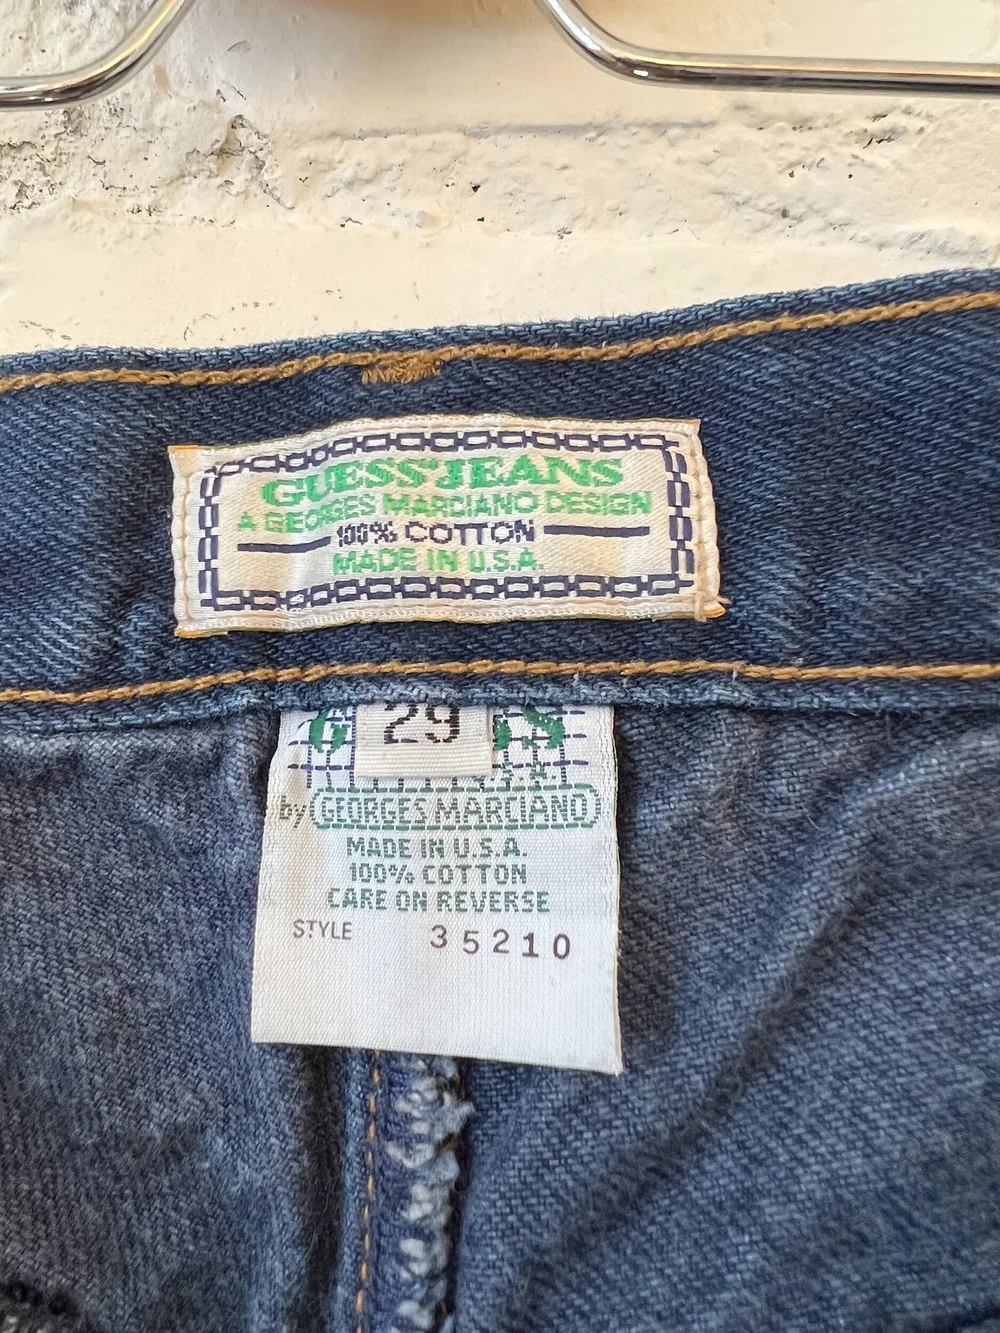 GUESS JEANS
A GEORGES MARCIANO DESIGN
100% COTTON
MADE IN U.S.A.
29
by GEORGES MARCIANO
MADE IN U.S.A.
100% COTTON
CARE ON REVERSE
STYLE 35210